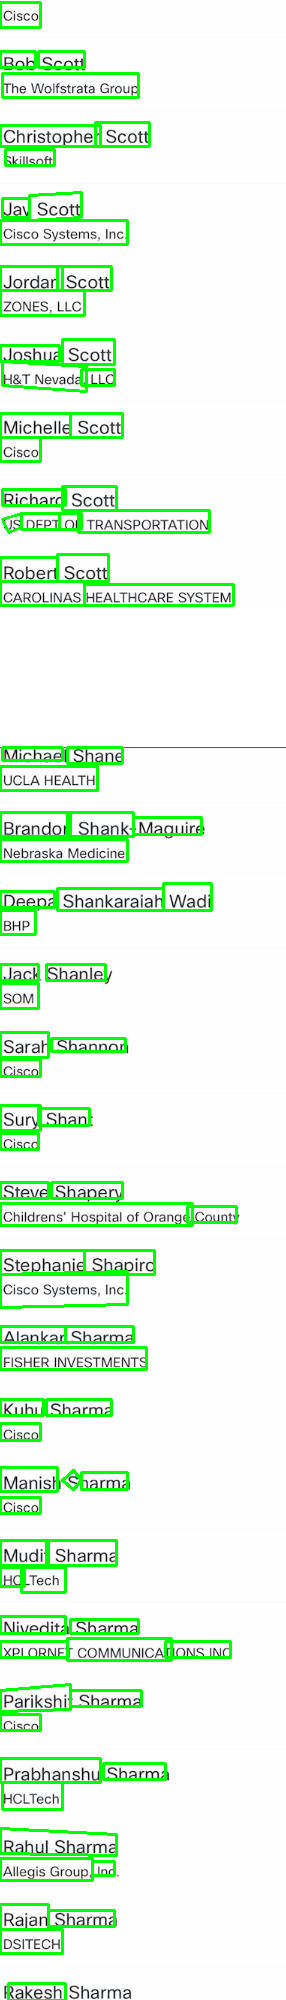 Cisco
Bob Scott
The Wolfstrata Group
Christopher Scott
Skillsoft
Jay Scott
Cisco Systems, Inc.
Jordan Scott
ZONES, LLC
Joshua Scott
H&T Nevada, LLC
Michelle Scott
Cisco
Richard Scott
US DEPT OF TRANSPORTATION
Robert Scott
CAROLINAS HEALTHCARE SYSTEM
Michael Shane
UCLA HEALTH
Brandon Shank-Maguire
Nebraska Medicine
Deepa Shankaraiah Wadi
BHP
Jack Shanley
SOM
Sarah Shannon
Cisco
Sury Shant
Cisco
Steve Shapery
Childrens' Hospital of Orange County
Stephanie Shapiro
Cisco Systems, Inc.
Alankar Sharma
FISHER INVESTMENTS
Kuhu Sharma
Cisco
Manish Sharma
Cisco
Mudit Sharma
HCLTech
Nivedita Sharma
XPLORNET COMMUNICATIONS INC
Parikshit Sharma
Cisco
Prabhanshu Sharma
HCLTech
Rahul Sharma
Allegis Group, Inc.
Rajan Sharma
DSITECH
Rakesh Sharma